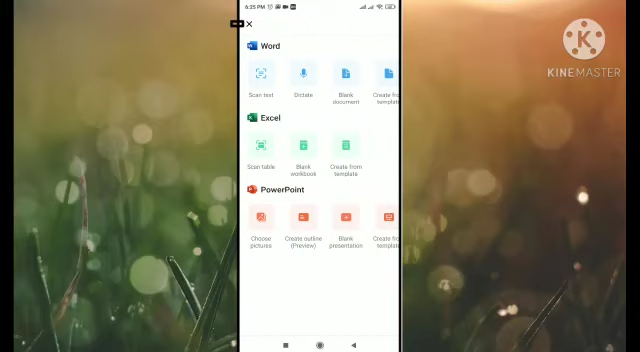 6:25 PM
Word
Scan text
Dictate
Blank document
Create from template
Excel
Scan table
Blank workbook
Create from template
PowerPoint
Choose pictures
Create outline (Preview)
Blank presentation
Create from
K
KINEMASTER